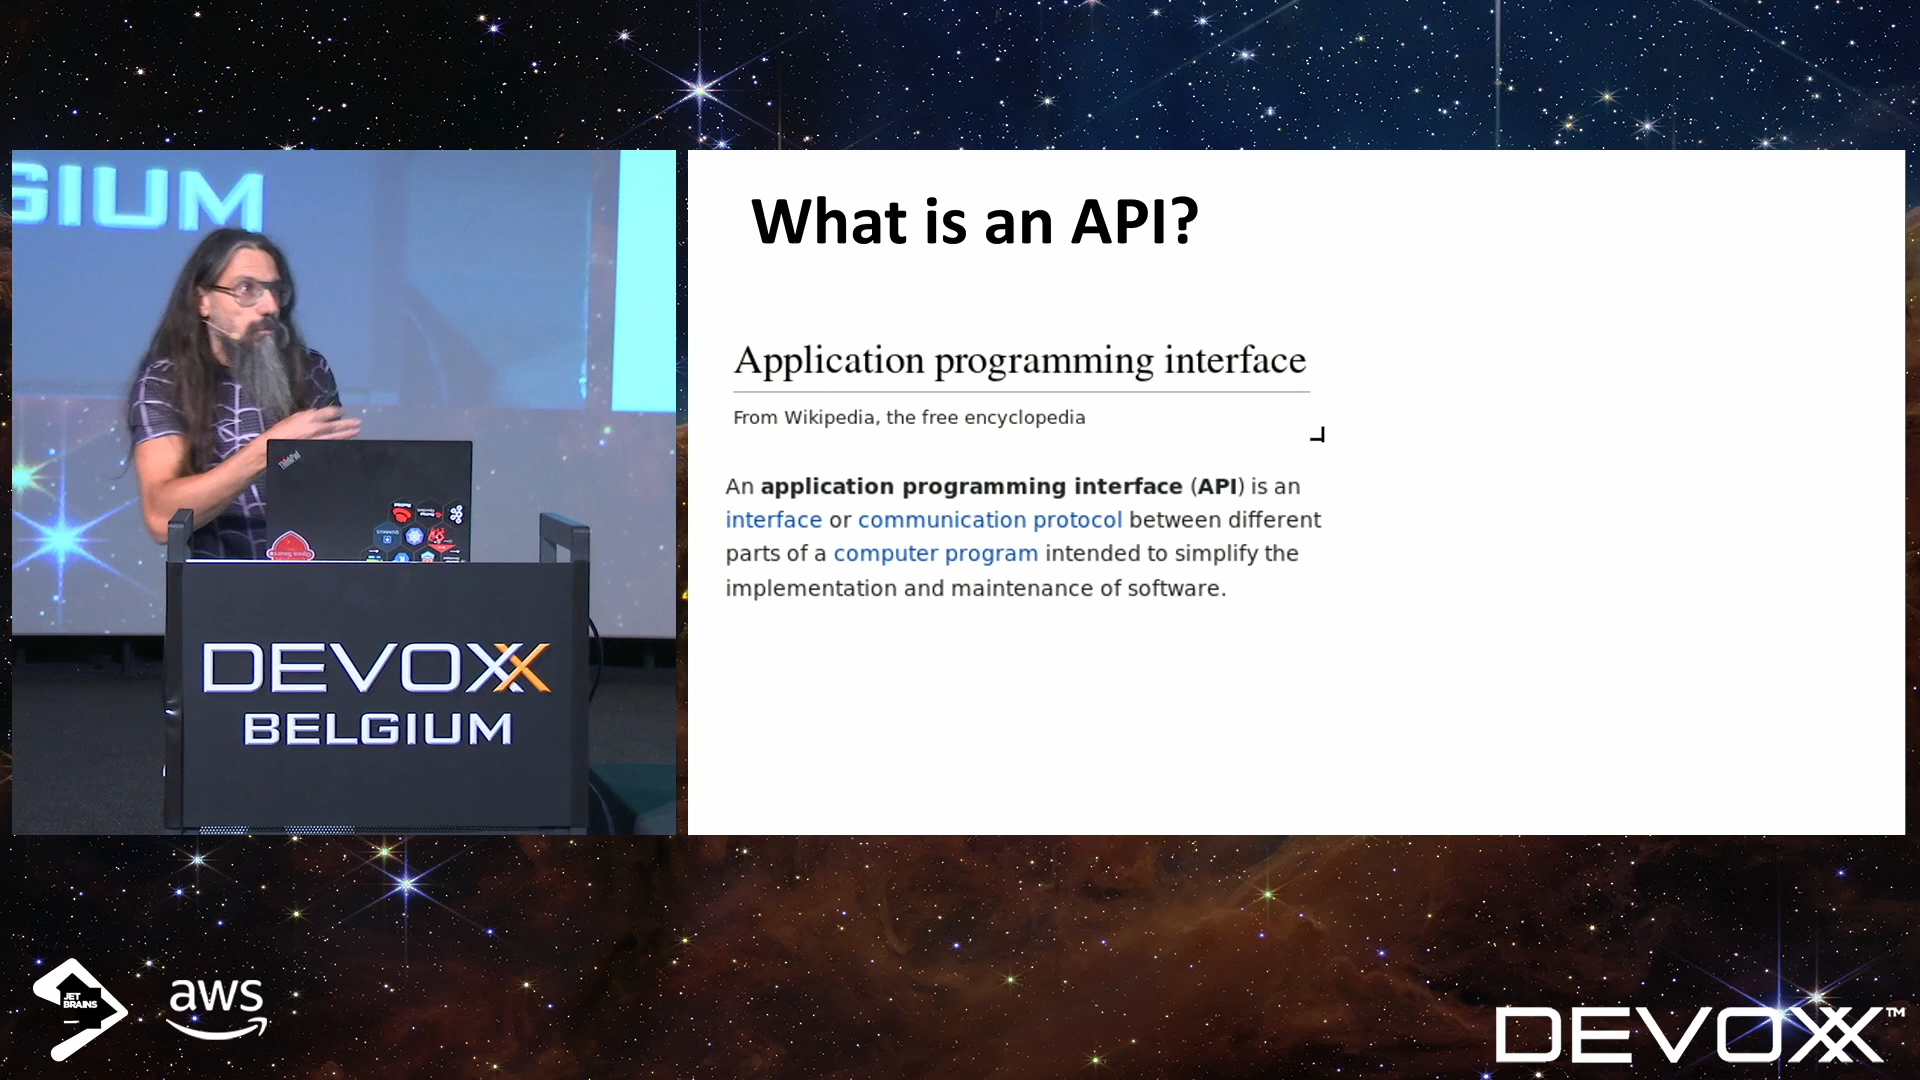 GIUM
ThinkPad
DEVOXX
BELGIUM
What is an API?
Application programming interface
From Wikipedia, the free encyclopedia
An application programming interface (API) is an
interface or communication protocol between different
parts of a computer program intended to simplify the
implementation and maintenance of software.
JET
BRAINS
aws
DEVOXX™